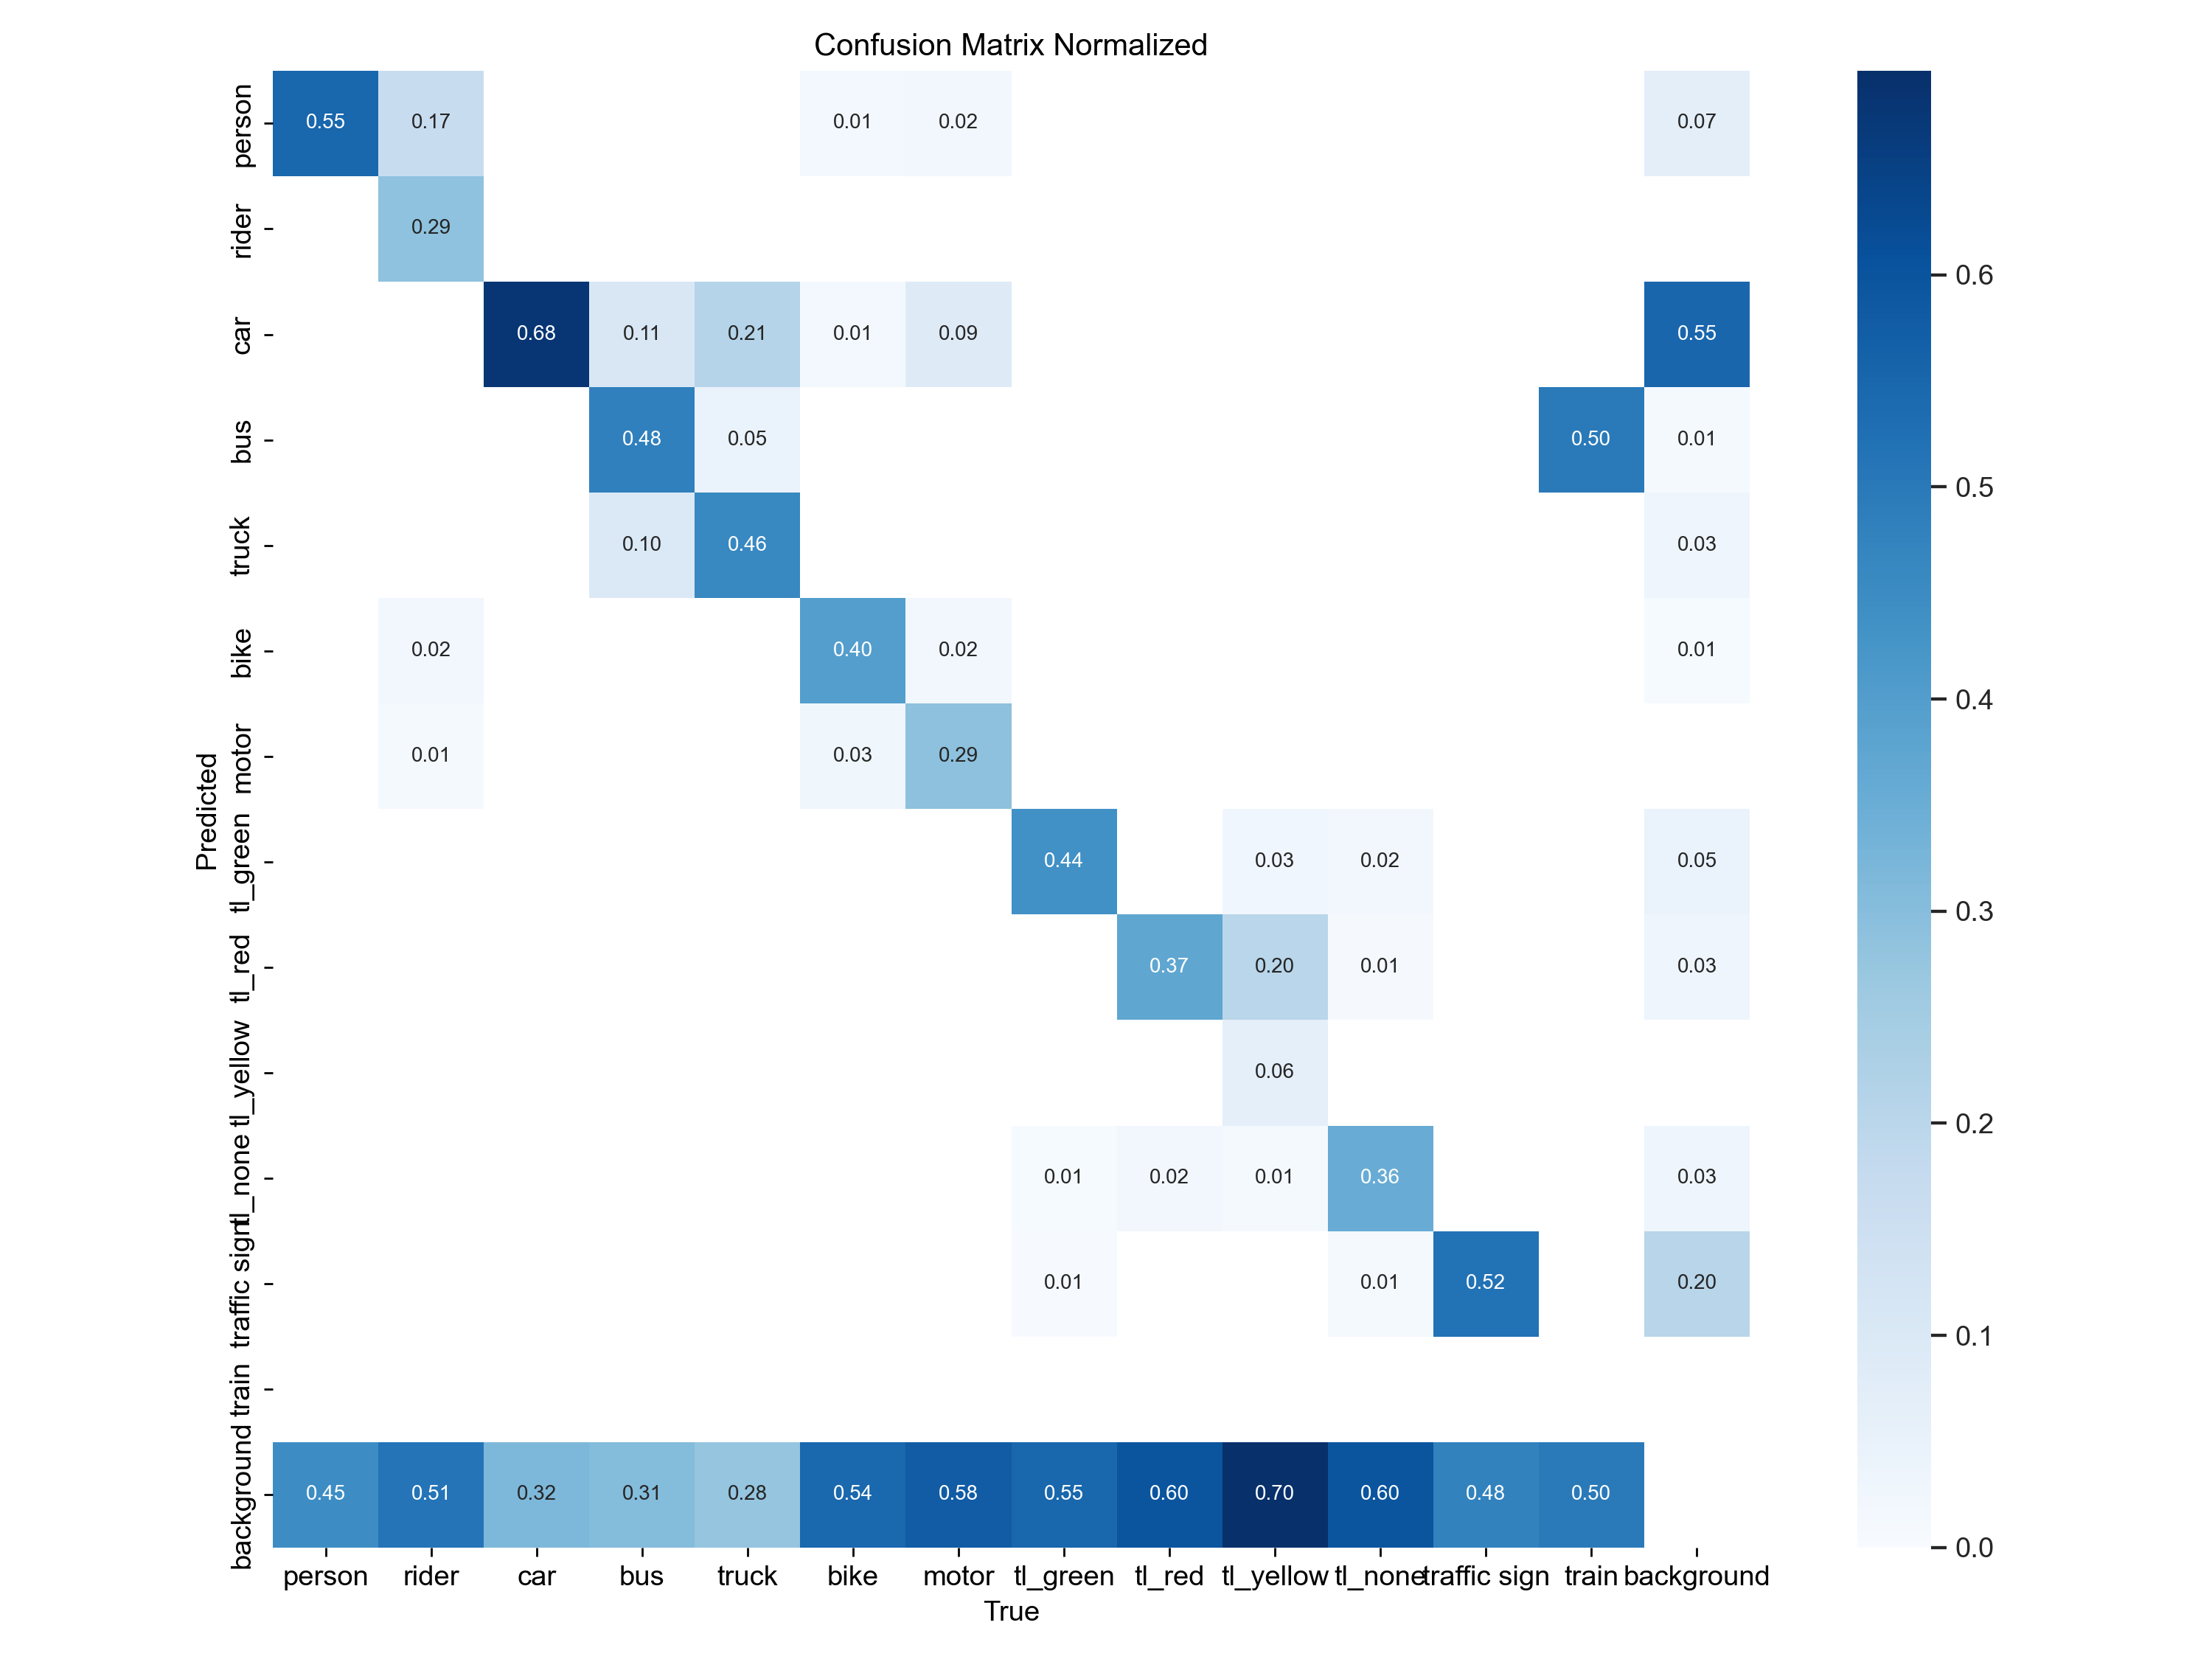 Confusion Matrix Normalized
person 0.55 0.17 0.01 0.02 0.07
rider 0.29
car 0.68 0.11 0.21 0.01 0.09 0.55
bus 0.48 0.05 0.50 0.01
truck 0.10 0.46 0.03
bike 0.02 0.40 0.02 0.01
motor 0.01 0.03 0.29
tl_green 0.44 0.03 0.02 0.05
tl_red 0.37 0.20 0.01 0.03
tl_yellow 0.06
tl_none 0.01 0.02 0.01 0.36 0.03
traffic sign 0.01 0.01 0.52 0.20
train
background 0.45 0.51 0.32 0.31 0.28 0.54 0.58 0.55 0.60 0.70 0.60 0.48 0.50
Predicted
person rider car bus truck bike motor tl_green tl_red tl_yellow tl_none traffic sign train background
True
0.6
0.5
0.4
0.3
0.2
0.1
0.0